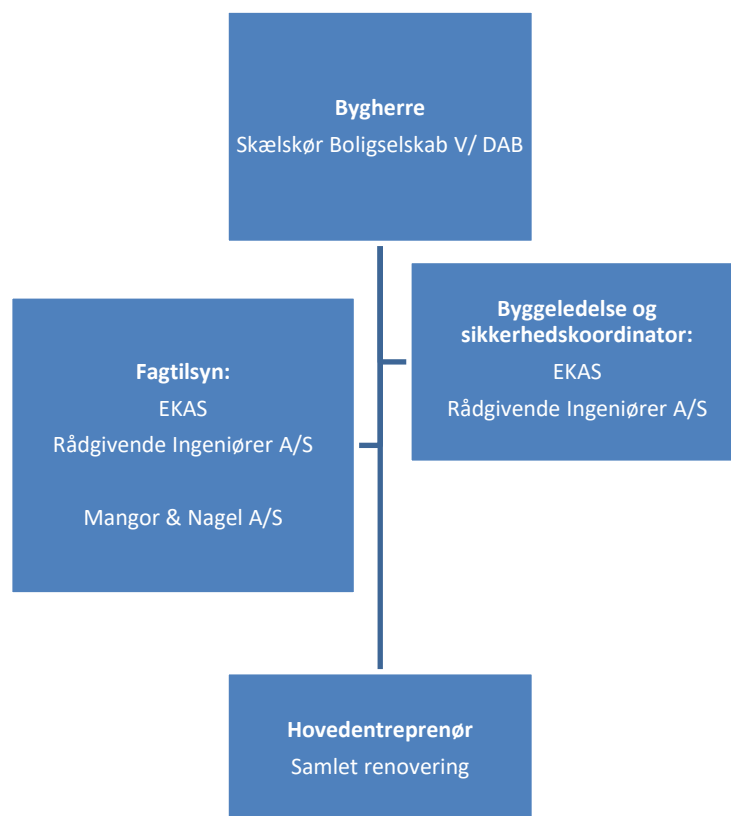 Bygherre
Skælskør Boligselskab V/ DAB
Byggeledelse og
sikkerhedskoordinator:
EKAS
Rådgivende Ingeniører A/S
Fagtilsyn:
EKAS
Rådgivende Ingeniører A/S
Mangor & Nagel A/S
Hovedentreprenør
Samlet renovering